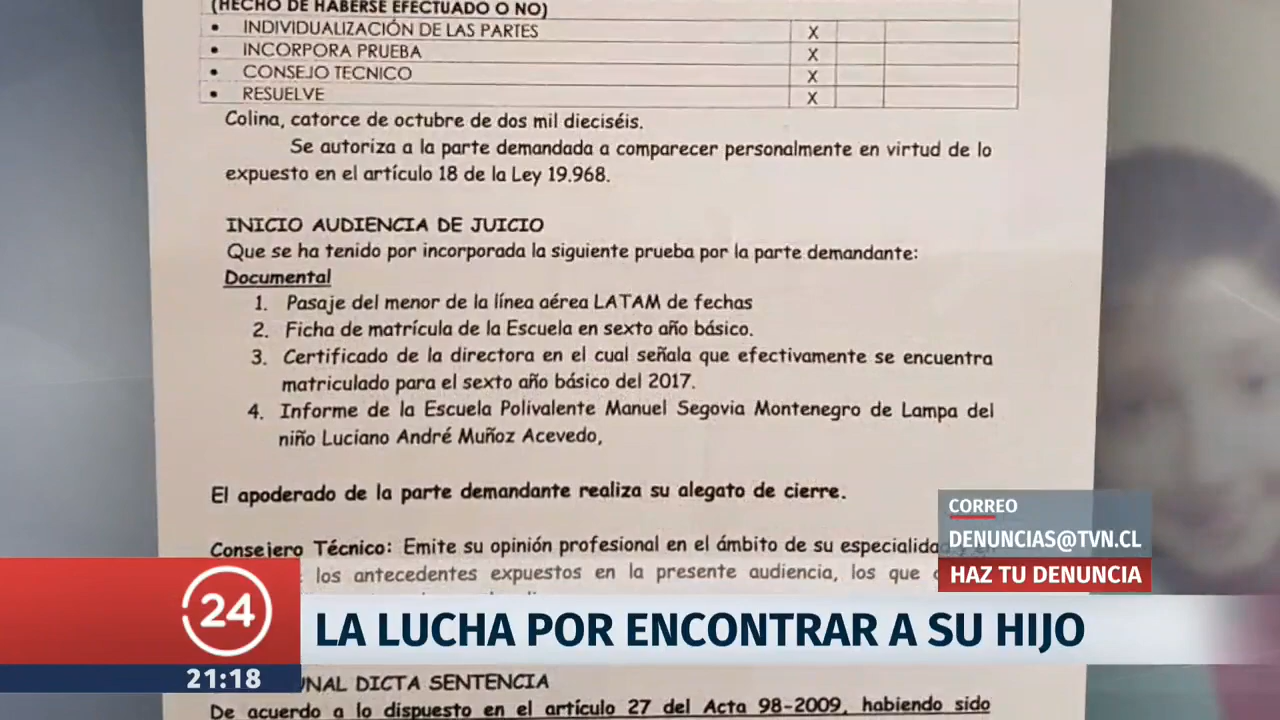 (HECHO DE HABERSE EFECTUADO O NO)
• INDIVIDUALIZACIÓN DE LAS PARTES X
• INCORPORA PRUEBA X
• CONSEJO TECNICO X
• RESUELVE X
Colina, catorce de octubre de dos mil dieciséis.
Se autoriza a la parte demandada a comparecer personalmente en virtud de lo
expuesto en el artículo 18 de la Ley 19.968.
INICIO AUDIENCIA DE JUICIO
Que se ha tenido por incorporada la siguiente prueba por la parte demandante:
Documental
1. Pasaje del menor de la línea aérea LATAM de fechas
2. Ficha de matrícula de la Escuela en sexto año básico.
3. Certificado de la directora en el cual señala que efectivamente se encuentra
matriculado para el sexto año básico del 2017.
4. Informe de la Escuela Polivalente Manuel Segovia Montenegro de Lampa del
niño Luciano André Muñoz Acevedo,
El apoderado de la parte demandante realiza su alegato de cierre.
CORREO
DENUNCIAS@TVN.CL
HAZ TU DENUNCIA
Consejero Técnico: Emite su opinión profesional en el ámbito de su especialidad
los antecedentes expuestos en la presente audiencia, los que
24
LA LUCHA POR ENCONTRAR A SU HIJO
21:18
UNAL DICTA SENTENCIA
De acuerdo a lo dispuesto en el artículo 27 del Acta 98-2009, habiendo sido